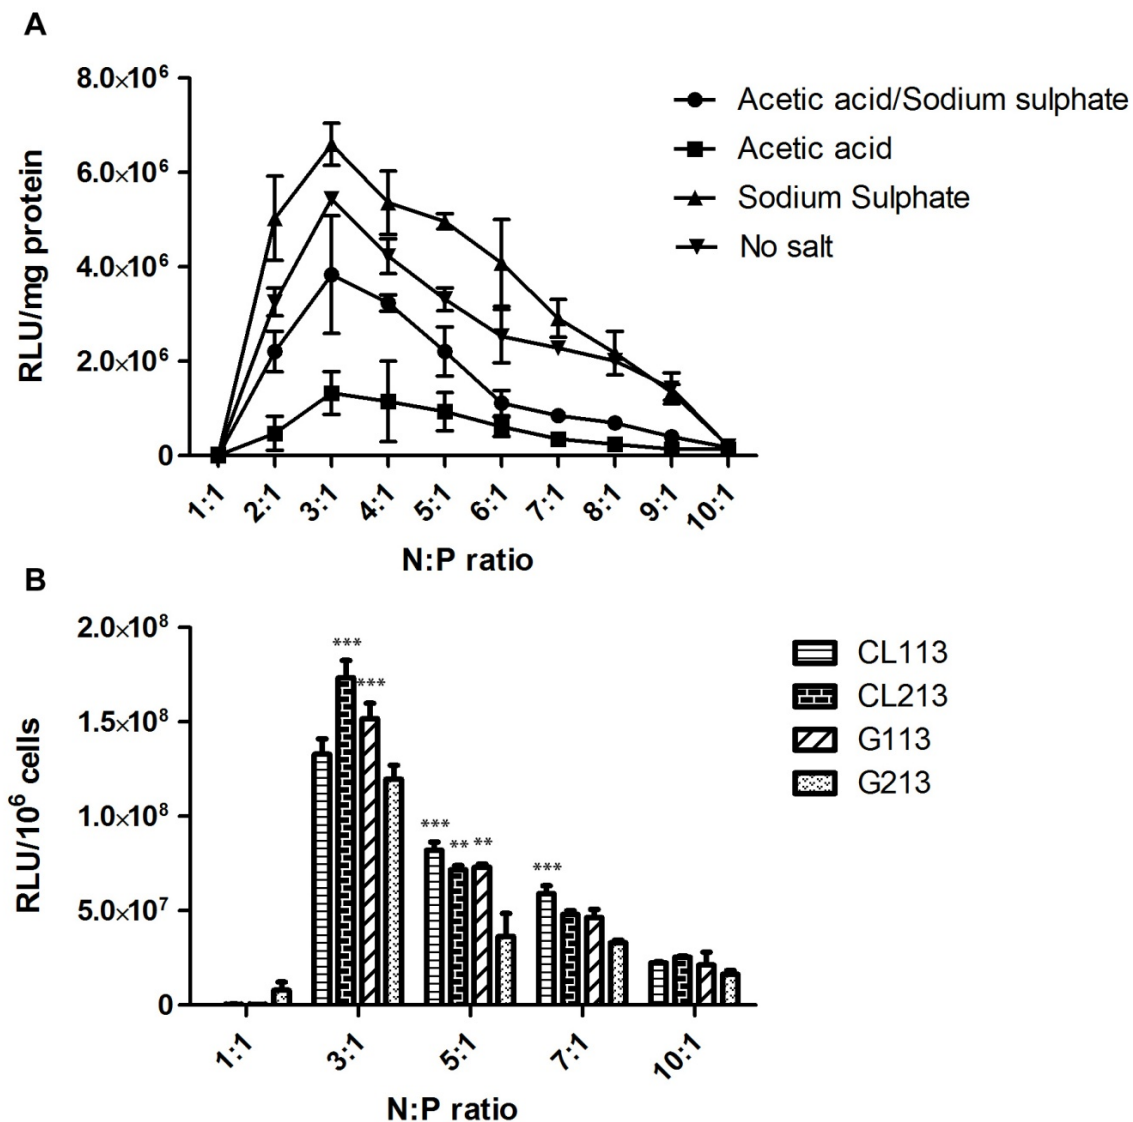 A
8.0×10⁶
6.0×10⁶
4.0×10⁶
2.0×10⁶
0
RLU/mg protein
1:1 2:1 3:1 4:1 5:1 6:1 7:1 8:1 9:1 10:1
N:P ratio
Acetic acid/Sodium sulphate
Acetic acid
Sodium Sulphate
No salt
B
2.0×10⁸
1.5×10⁸
1.0×10⁸
5.0×10⁷
0
RLU/10⁶ cells
***
***
*** ** **
***
1:1 3:1 5:1 7:1 10:1
N:P ratio
CL113
CL213
G113
G213